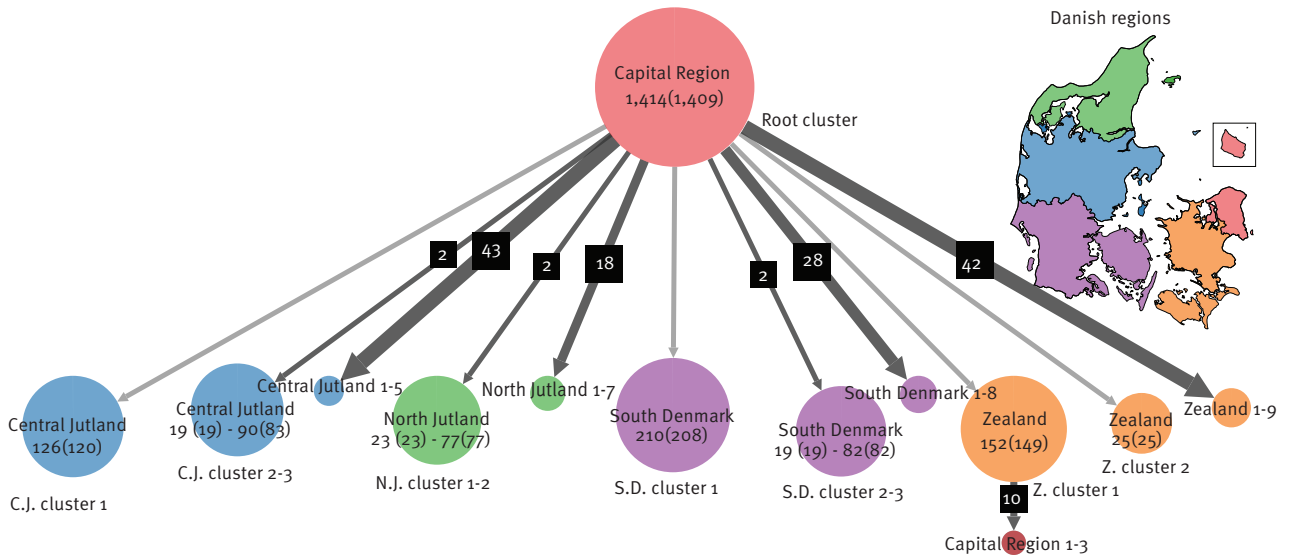 Danish regions
Capital Region
1,414(1,409)
Root cluster
2
43
2
18
2
28
42
Central Jutland
126(120)
C.J. cluster 1
Central Jutland
19 (19) - 90(83)
C.J. cluster 2-3
Central Jutland 1-5
North Jutland
23 (23) - 77(77)
N.J. cluster 1-2
North Jutland 1-7
South Denmark
210(208)
S.D. cluster 1
South Denmark
19 (19) - 82(82)
S.D. cluster 2-3
South Denmark 1-8
Zealand
152(149)
Z. cluster 1
Zealand
25(25)
Z. cluster 2
Zealand 1-9
10
Capital Region 1-3